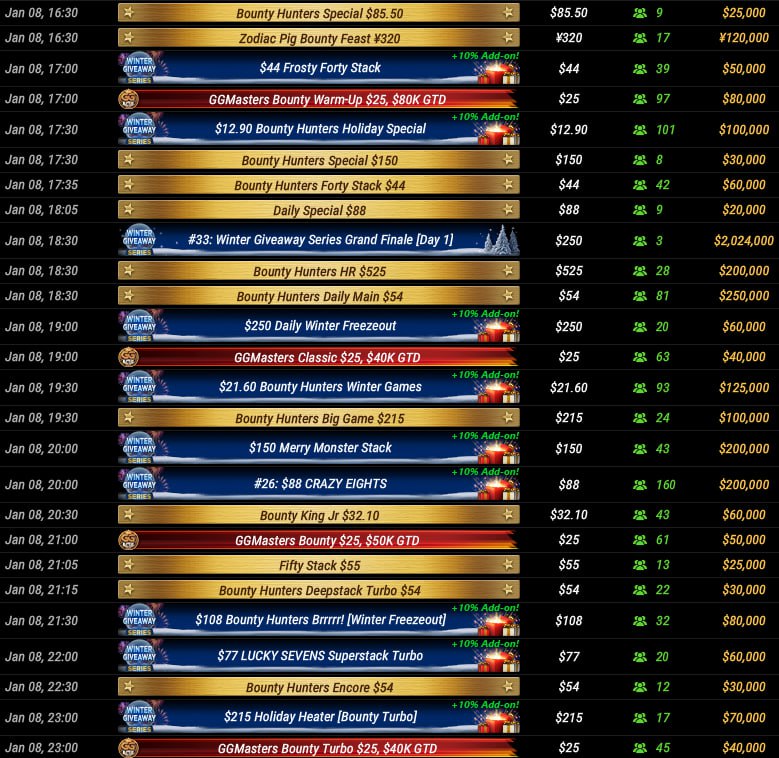 Jan 08, 16:30 Bounty Hunters Special $85.50 $85.50 9 $25,000
Jan 08, 16:30 Zodiac Pig Bounty Feast ¥320 ¥320 17 ¥120,000
+10% Add-on!
Jan 08, 17:00 WINTER GIVEAWAY SERIES $44 Frosty Forty Stack $44 39 $50,000
Jan 08, 17:00 GGMasters Bounty Warm-Up $25, $80K GTD $25 97 $80,000
+10% Add-on!
Jan 08, 17:30 WINTER GIVEAWAY SERIES $12.90 Bounty Hunters Holiday Special $12.90 101 $100,000
Jan 08, 17:30 Bounty Hunters Special $150 $150 8 $30,000
Jan 08, 17:35 Bounty Hunters Forty Stack $44 $44 42 $60,000
Jan 08, 18:05 Daily Special $88 $88 9 $20,000
Jan 08, 18:30 WINTER GIVEAWAY SERIES #33: Winter Giveaway Series Grand Finale [Day 1] $250 3 $2,024,000
Jan 08, 18:30 Bounty Hunters HR $525 $525 28 $200,000
Jan 08, 18:30 Bounty Hunters Daily Main $54 $54 81 $250,000
+10% Add-on!
Jan 08, 19:00 WINTER GIVEAWAY SERIES $250 Daily Winter Freezeout $250 20 $60,000
Jan 08, 19:00 GGMasters Classic $25, $40K GTD $25 63 $40,000
+10% Add-on!
Jan 08, 19:30 WINTER GIVEAWAY SERIES $21.60 Bounty Hunters Winter Games $21.60 93 $125,000
Jan 08, 19:30 Bounty Hunters Big Game $215 $215 24 $100,000
+10% Add-on!
Jan 08, 20:00 WINTER GIVEAWAY SERIES $150 Merry Monster Stack $150 43 $200,000
+10% Add-on!
Jan 08, 20:00 WINTER GIVEAWAY SERIES #26: $88 CRAZY EIGHTS $88 160 $200,000
Jan 08, 20:30 Bounty King Jr $32.10 $32.10 43 $60,000
Jan 08, 21:00 GGMasters Bounty $25, $50K GTD $25 61 $50,000
Jan 08, 21:05 Fifty Stack $55 $55 13 $25,000
Jan 08, 21:15 Bounty Hunters Deepstack Turbo $54 $54 22 $30,000
+10% Add-on!
Jan 08, 21:30 WINTER GIVEAWAY SERIES $108 Bounty Hunters Brrrrr! [Winter Freezeout] $108 32 $80,000
+10% Add-on!
Jan 08, 22:00 WINTER GIVEAWAY SERIES $77 LUCKY SEVENS Superstack Turbo $77 20 $60,000
Jan 08, 22:30 Bounty Hunters Encore $54 $54 12 $30,000
+10% Add-on!
Jan 08, 23:00 WINTER GIVEAWAY SERIES $215 Holiday Heater [Bounty Turbo] $215 17 $70,000
Jan 08, 23:00 GGMasters Bounty Turbo $25, $40K GTD $25 45 $40,000